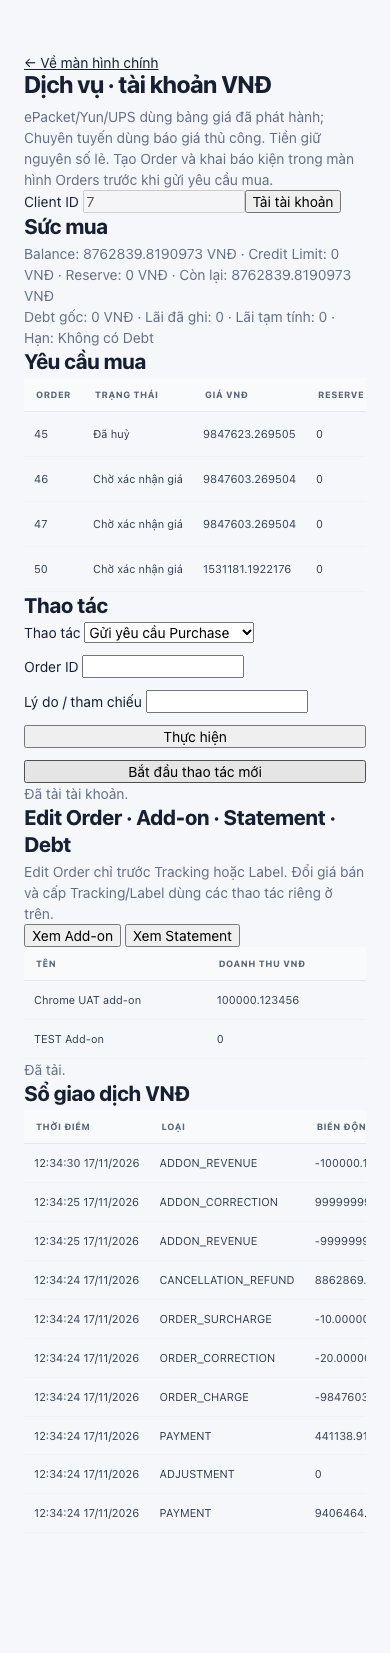 ← Về màn hình chính
Dịch vụ · tài khoản VNĐ
ePacket/Yun/UPS dùng bảng giá đã phát hành;
Chuyên tuyến dùng báo giá thủ công. Tiền giữ
nguyên số lẻ. Tạo Order và khai báo kiện trong màn
hình Orders trước khi gửi yêu cầu mua.
Client ID 7 Tải tài khoản
Sức mua
Balance: 8762839.8190973 VNĐ · Credit Limit: 0
VNĐ · Reserve: 0 VNĐ · Còn lại: 8762839.8190973
VNĐ
Debt gốc: 0 VNĐ · Lãi đã ghi: 0 · Lãi tạm tính: 0 ·
Hạn: Không có Debt
Yêu cầu mua
ORDER TRẠNG THÁI GIÁ VNĐ RESERVE
45 Đã huỷ 9847623.269505 0
46 Chờ xác nhận giá 9847603.269504 0
47 Chờ xác nhận giá 9847603.269504 0
50 Chờ xác nhận giá 1531181.1922176 0
Thao tác
Thao tác Gửi yêu cầu Purchase
Order ID
Lý do / tham chiếu
Thực hiện
Bắt đầu thao tác mới
Đã tải tài khoản.
Edit Order · Add-on · Statement ·
Debt
Edit Order chỉ trước Tracking hoặc Label. Đổi giá bán
và cấp Tracking/Label dùng các thao tác riêng ở
trên.
Xem Add-on Xem Statement
TÊN DOANH THU VNĐ
Chrome UAT add-on 100000.123456
TEST Add-on 0
Đã tải.
Sổ giao dịch VNĐ
THỜI ĐIỂM LOẠI BIẾN ĐỘN
12:34:30 17/11/2026 ADDON_REVENUE -100000.1
12:34:25 17/11/2026 ADDON_CORRECTION 99999999
12:34:25 17/11/2026 ADDON_REVENUE -9999999
12:34:24 17/11/2026 CANCELLATION_REFUND 8862869.
12:34:24 17/11/2026 ORDER_SURCHARGE -10.00000
12:34:24 17/11/2026 ORDER_CORRECTION -20.00000
12:34:24 17/11/2026 ORDER_CHARGE -9847603
12:34:24 17/11/2026 PAYMENT 441138.91
12:34:24 17/11/2026 ADJUSTMENT 0
12:34:24 17/11/2026 PAYMENT 9406464.